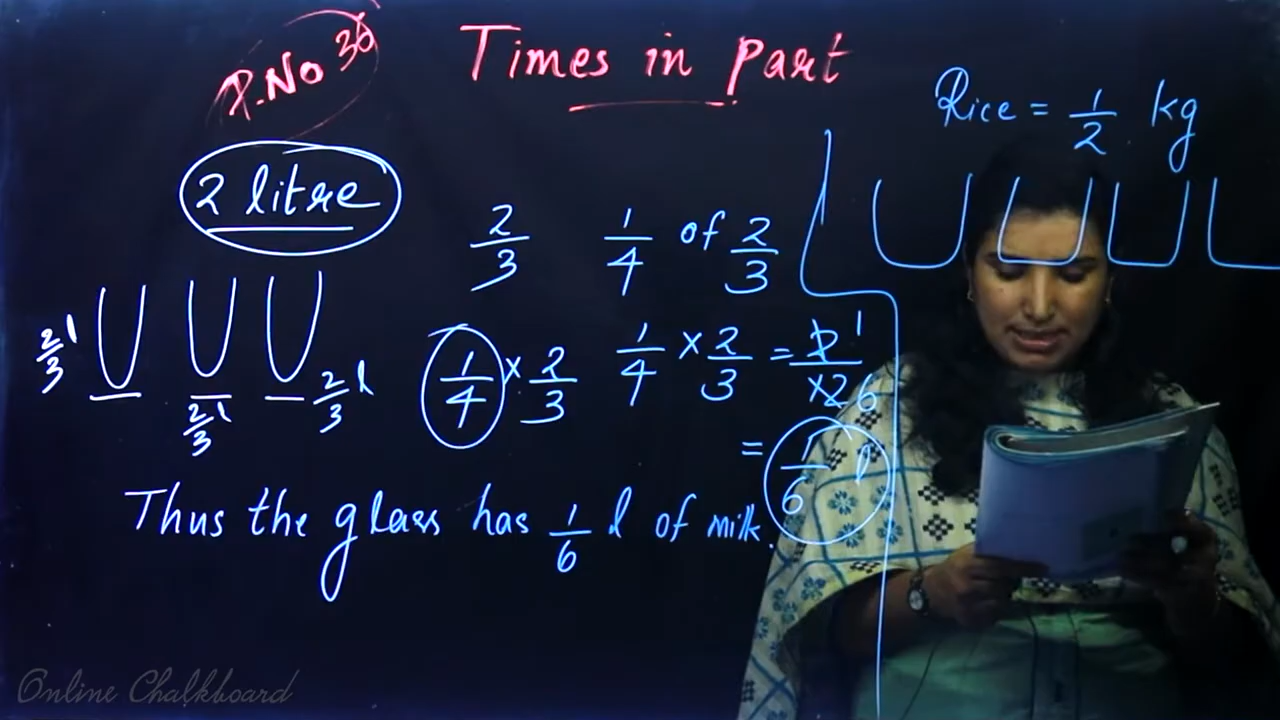 P.No 30
Times in part
Rice = 1/2 kg
2 litre
2/3
1/4 of 2/3
2/3 l
2/3 l
2/3 l
1/4 × 2/3
1/4 × 2/3 = 2 1 / 12 6
= 1/6 l
Thus the glass has 1/6 l of milk.
Online Chalkboard